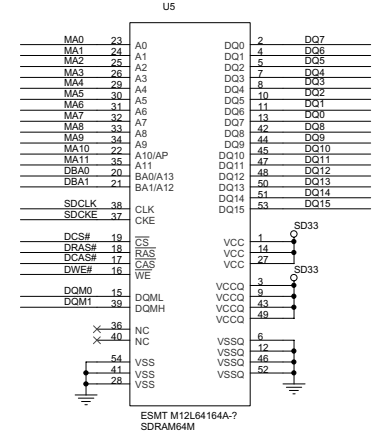 U5
MA0 23 A0 DQ0 2 DQ7
MA1 24 A1 DQ1 4 DQ6
MA2 25 A2 DQ2 5 DQ5
MA3 26 A3 DQ3 7 DQ4
MA4 29 A4 DQ4 8 DQ3
MA5 30 A5 DQ5 10 DQ2
MA6 31 A6 DQ6 11 DQ1
MA7 32 A7 DQ7 13 DQ0
MA8 33 A8 DQ8 42 DQ8
MA9 34 A9 DQ9 44 DQ9
MA10 22 A10/AP DQ10 45 DQ10
MA11 35 A11 DQ11 47 DQ11
DBA0 20 BA0/A13 DQ12 48 DQ12
DBA1 21 BA1/A12 DQ13 50 DQ13
DQ14 51 DQ14
SDCLK 38 CLK DQ15 53 DQ15
SDCKE 37 CKE
SD33
DCS# 19 CS VCC 1
DRAS# 18 RAS VCC 14
DCAS# 17 CAS VCC 27
DWE# 16 WE
SD33
VCCQ 3
DQM0 15 DQML VCCQ 9
DQM1 39 DQMH VCCQ 43
VCCQ 49
36 NC
40 NC VSSQ 6
VSSQ 12
54 VSS VSSQ 46
41 VSS VSSQ 52
28 VSS
ESMT M12L64164A-?
SDRAM64M